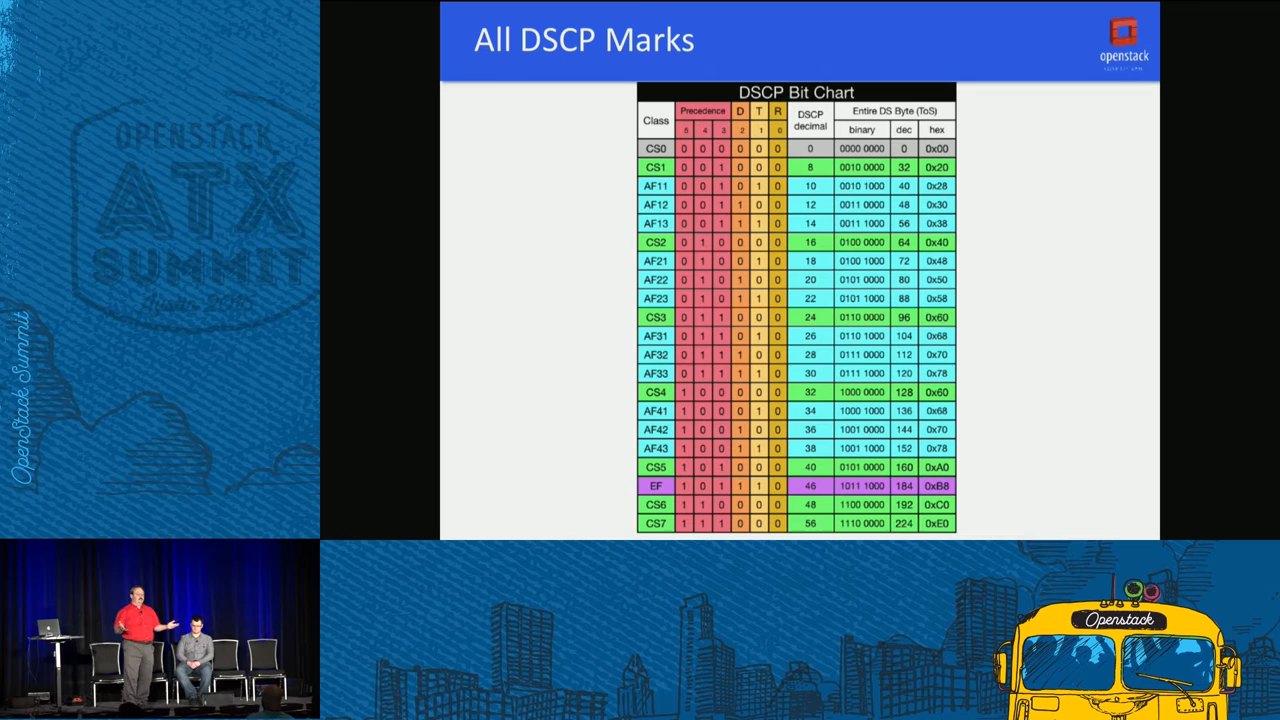 All DSCP Marks
openstack
DSCP Bit Chart
Class Precedence D T R DSCP decimal Entire DS Byte (ToS)
5 4 3 2 1 0 binary dec hex
CS0 0 0 0 0 0 0 0 0000 0000 0 0x00
CS1 0 0 1 0 0 0 8 0010 0000 32 0x20
AF11 0 0 1 0 1 0 10 0010 1000 40 0x28
AF12 0 0 1 1 0 0 12 0011 0000 48 0x30
AF13 0 0 1 1 1 0 14 0011 1000 56 0x38
CS2 0 1 0 0 0 0 16 0100 0000 64 0x40
AF21 0 1 0 0 1 0 18 0100 1000 72 0x48
AF22 0 1 0 1 0 0 20 0101 0000 80 0x50
AF23 0 1 0 1 1 0 22 0101 1000 88 0x58
CS3 0 1 1 0 0 0 24 0110 0000 96 0x60
AF31 0 1 1 0 1 0 26 0110 1000 104 0x68
AF32 0 1 1 1 0 0 28 0111 0000 112 0x70
AF33 0 1 1 1 1 0 30 0111 1000 120 0x78
CS4 1 0 0 0 0 0 32 1000 0000 128 0x60
AF41 1 0 0 0 1 0 34 1000 1000 136 0x68
AF42 1 0 0 1 0 0 36 1001 0000 144 0x70
AF43 1 0 0 1 1 0 38 1001 1000 152 0x78
CS5 1 0 1 0 0 0 40 0101 0000 160 0xA0
EF 1 0 1 1 1 0 46 1011 1000 184 0xB8
CS6 1 1 0 0 0 0 48 1100 0000 192 0xC0
CS7 1 1 1 0 0 0 56 1110 0000 224 0xE0
OPENSTACK
ATX
SUMMIT
OpenStack Summit
Openstack